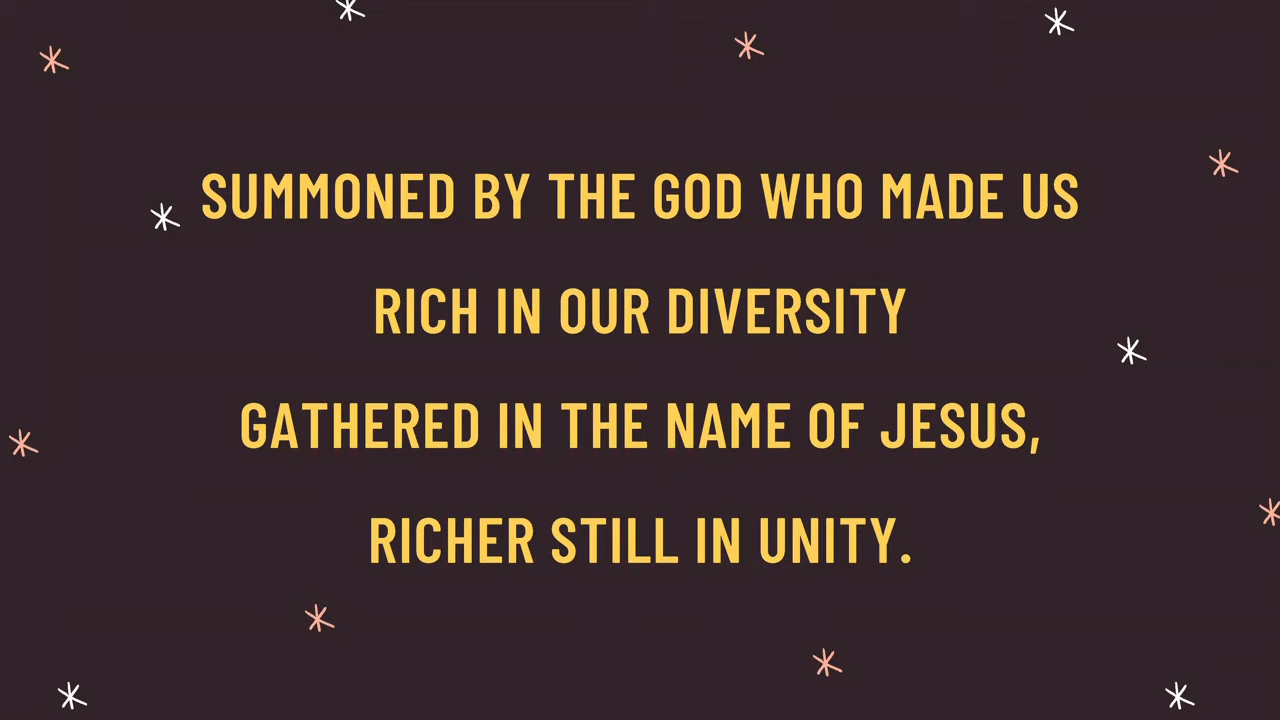 SUMMONED BY THE GOD WHO MADE US
RICH IN OUR DIVERSITY
GATHERED IN THE NAME OF JESUS,
RICHER STILL IN UNITY.